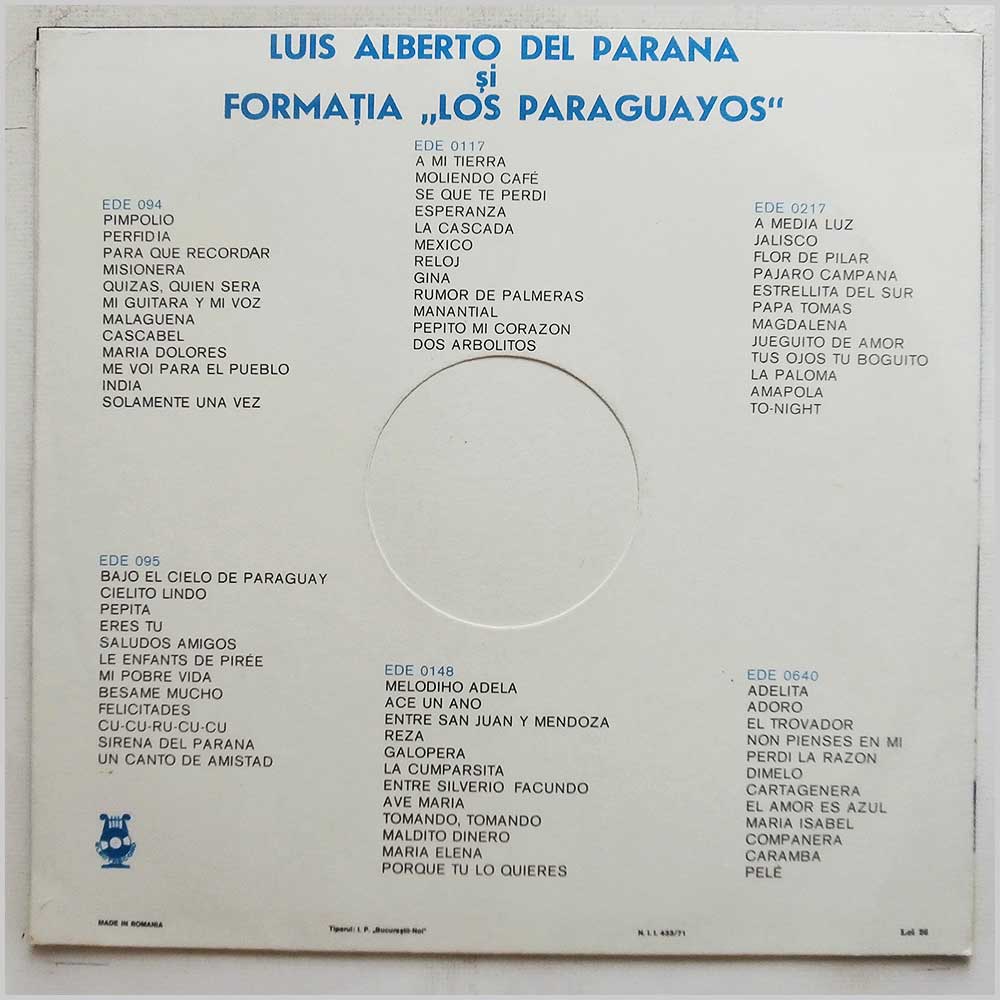 LUIS ALBERTO DEL PARANA
și
FORMAȚIA „LOS PARAGUAYOS“
EDE 094
PIMPOLIO
PERFIDIA
PARA QUE RECORDAR
MISIONERA
QUIZAS, QUIEN SERA
MI GUITARA Y MI VOZ
MALAGUENA
CASCABEL
MARIA DOLORES
ME VOI PARA EL PUEBLO
INDIA
SOLAMENTE UNA VEZ
EDE 0117
A MI TIERRA
MOLIENDO CAFÉ
SE QUE TE PERDI
ESPERANZA
LA CASCADA
MEXICO
RELOJ
GINA
RUMOR DE PALMERAS
MANANTIAL
PEPITO MI CORAZON
DOS ARBOLITOS
EDE 0217
A MEDIA LUZ
JALISCO
FLOR DE PILAR
PAJARO CAMPANA
ESTRELLITA DEL SUR
PAPA TOMAS
MAGDALENA
JUEGUITO DE AMOR
TUS OJOS TU BOGUITO
LA PALOMA
AMAPOLA
TO-NIGHT
EDE 095
BAJO EL CIELO DE PARAGUAY
CIELITO LINDO
PEPITA
ERES TU
SALUDOS AMIGOS
LE ENFANTS DE PIRÉE
MI POBRE VIDA
BESAME MUCHO
FELICITADES
CU-CU-RU-CU-CU
SIRENA DEL PARANA
UN CANTO DE AMISTAD
EDE 0148
MELODIHO ADELA
ACE UN ANO
ENTRE SAN JUAN Y MENDOZA
REZA
GALOPERA
LA CUMPARSITA
ENTRE SILVERIO FACUNDO
AVE MARIA
TOMANDO, TOMANDO
MALDITO DINERO
MARIA ELENA
PORQUE TU LO QUIERES
EDE 0640
ADELITA
ADORO
EL TROVADOR
NON PIENSES EN MI
PERDI LA RAZON
DIMELO
CARTAGENERA
EL AMOR ES AZUL
MARIA ISABEL
COMPANERA
CARAMBA
PELÉ
MADE IN ROMANIA
Tiparul: I. P. „Bucureștii-Noi“
N. I. I. 433/71
Lei 26